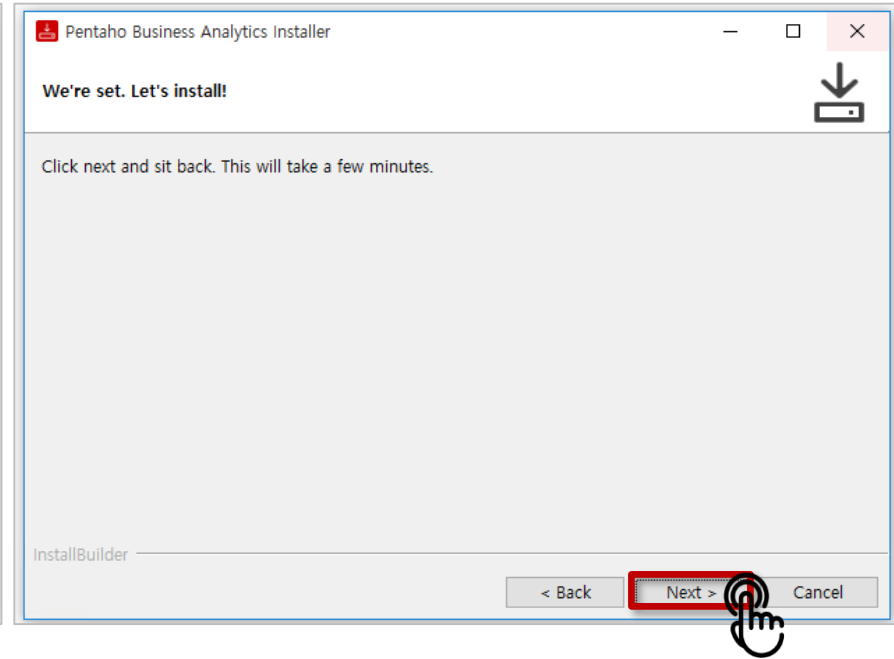 Pentaho Business Analytics Installer
We're set. Let's install!
Click next and sit back. This will take a few minutes.
InstallBuilder
< Back Next > Cancel